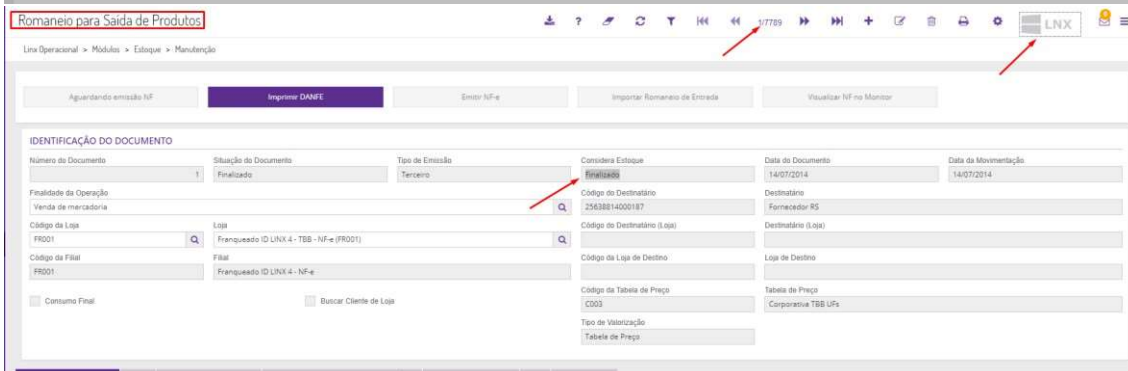 Romaneio para Saída de Produtos
? 1/7789 LNX
Linx Operacional > Módulos > Estoque > Manutenção
Aguardando emissão NF Imprimir DANFE Emitir NF-e Importar Romaneio de Entrada Visualizar NF no Monitor
IDENTIFICAÇÃO DO DOCUMENTO
Número do Documento Situação do Documento Tipo de Emissão Considera Estoque Data do Documento Data da Movimentação
1 Finalizado Terceiro Finalizado 14/07/2014 14/07/2014
Finalidade da Operação Código do Destinatário Destinatário
Venda de mercadoria 25638814000187 Fornecedor RS
Código da Loja Loja Código do Destinatário (Loja) Destinatário (Loja)
FR001 Franqueado ID LINX 4 - TBB - NF-e (FR001)
Código da Filial Filial Código da Loja de Destino Loja de Destino
FR001 Franqueado ID LINX 4 - NF-e
Código da Tabela de Preço Tabela de Preço
Consumo Final Buscar Cliente de Loja C003 Corporativa TBB UFs
Tipo de Valorização
Tabela de Preço